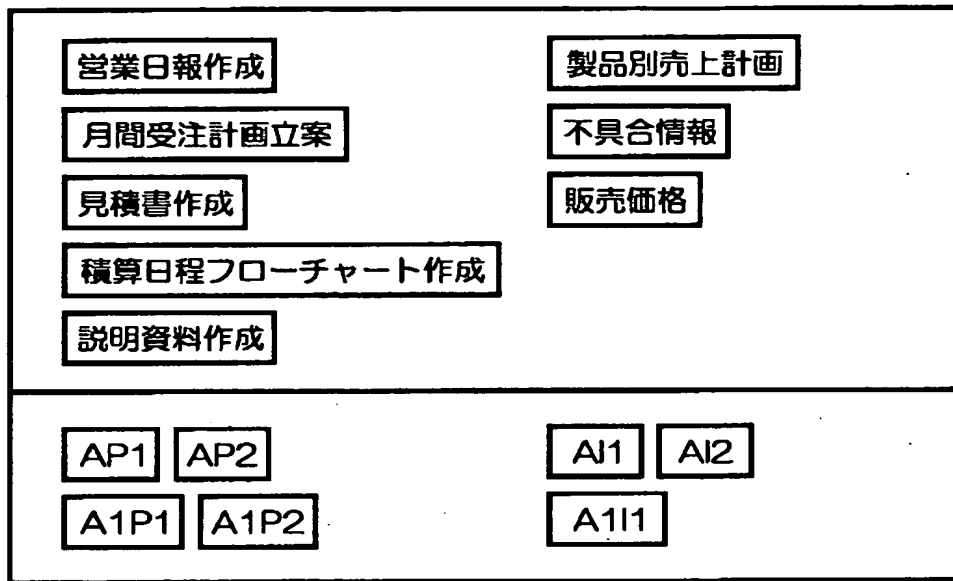 営業日報作成 製品別売上計画
月間受注計画立案 不具合情報
見積書作成 販売価格
積算日程フローチャート作成
説明資料作成
AP1 AP2 AI1 AI2
A1P1 A1P2 A1I1